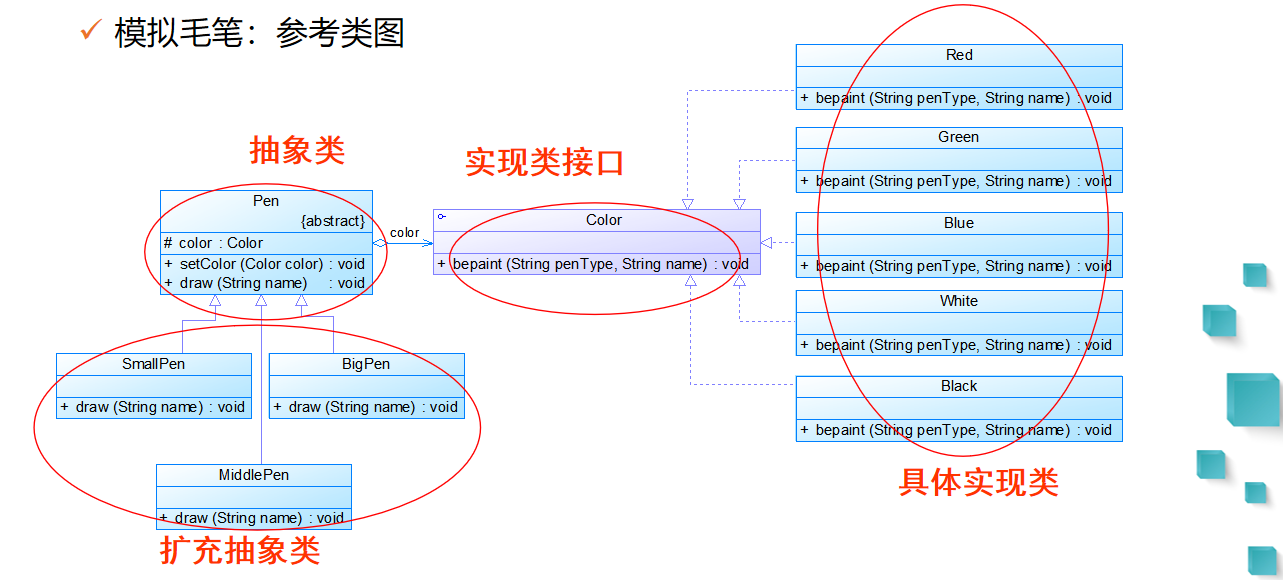 ✓ 模拟毛笔：参考类图
抽象类
Pen
{abstract}
# color : Color
+ setColor (Color color) : void
+ draw (String name) : void
color
实现类接口
Color
+ bepaint (String penType, String name) : void
Red
+ bepaint (String penType, String name) : void
Green
+ bepaint (String penType, String name) : void
Blue
+ bepaint (String penType, String name) : void
White
+ bepaint (String penType, String name) : void
Black
+ bepaint (String penType, String name) : void
具体实现类
SmallPen
+ draw (String name) : void
BigPen
+ draw (String name) : void
MiddlePen
+ draw (String name) : void
扩充抽象类